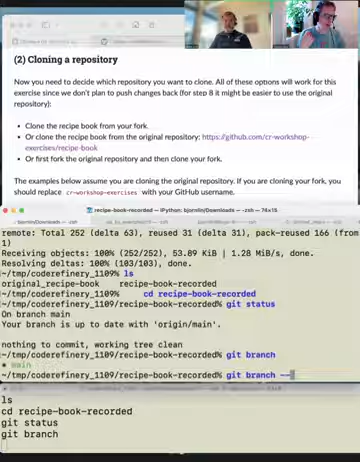 (2) Cloning a repository
Now you need to decide which repository you want to clone. All of these options will work for this
exercise since we don't plan to push changes back (for step 8 it might be easier to use the original
repository):
• Clone the recipe book from your fork.
• Or clone the recipe book from the original repository: https://github.com/cr-workshop-
exercises/recipe-book
• Or first fork the original repository and then clone your fork.
The examples below assume you are cloning the original repository. If you are cloning your fork, you
should replace cr-workshop-exercises with your GitHub username.
recipe-book-recorded — IPython: bjornlin/Downloads — -zsh — 76×15
remote: Total 252 (delta 63), reused 31 (delta 31), pack-reused 166 (from
1)
Receiving objects: 100% (252/252), 53.89 KiB | 1.28 MiB/s, done.
Resolving deltas: 100% (103/103), done.
~/tmp/coderefinery_1109% ls
original_recipe-book recipe-book-recorded
~/tmp/coderefinery_1109% cd recipe-book-recorded
~/tmp/coderefinery_1109/recipe-book-recorded% git status
On branch main
Your branch is up to date with 'origin/main'.
nothing to commit, working tree clean
~/tmp/coderefinery_1109/recipe-book-recorded% git branch
* main
~/tmp/coderefinery_1109/recipe-book-recorded% git branch --
ls
cd recipe-book-recorded
git status
git branch